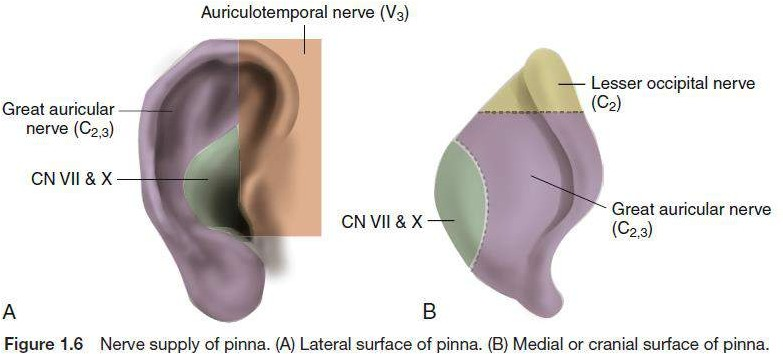 Auriculotemporal nerve (V₃)
Great auricular
nerve (C₂,₃)
CN VII & X
A
Lesser occipital nerve
(C₂)
CN VII & X
Great auricular nerve
(C₂,₃)
B
Figure 1.6 Nerve supply of pinna. (A) Lateral surface of pinna. (B) Medial or cranial surface of pinna.